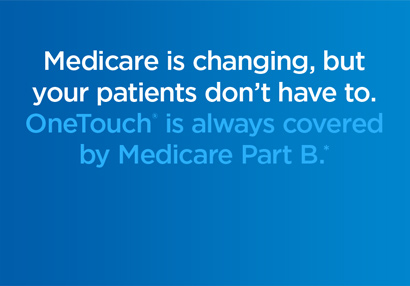 Medicare is changing, but
your patients don’t have to.
OneTouch® is always covered
by Medicare Part B.*